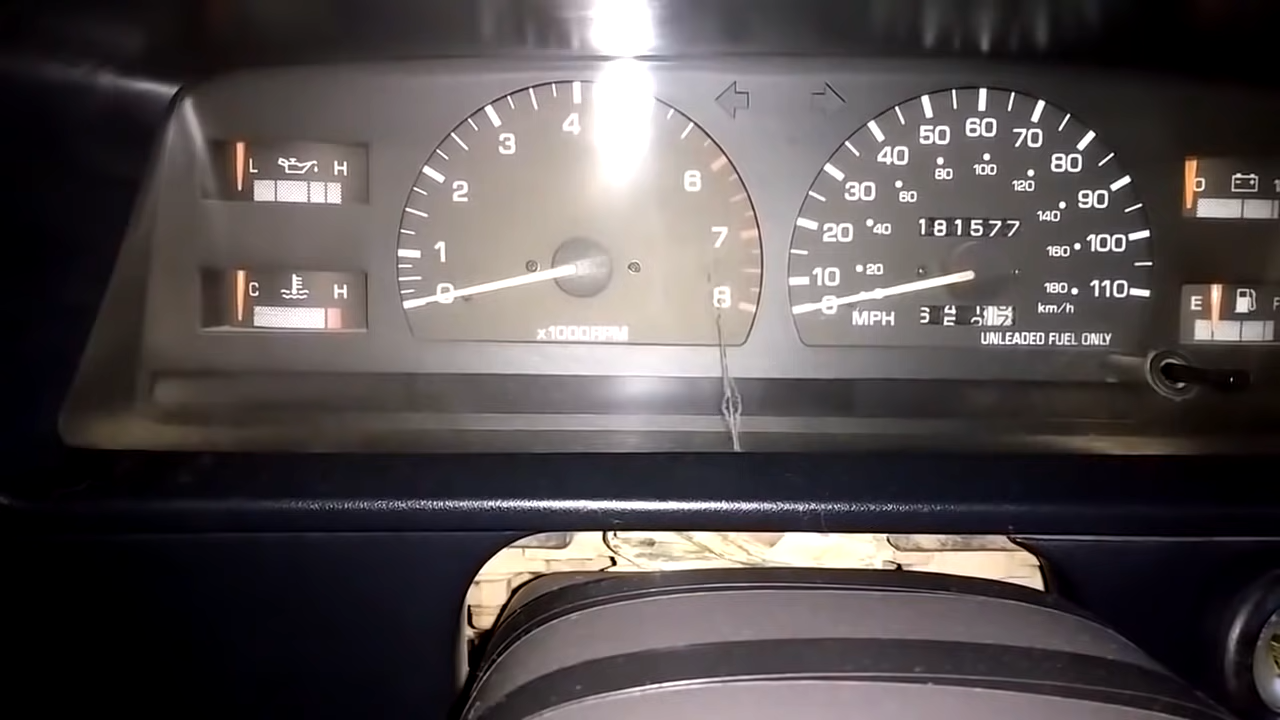 L H
C H
0 1 2 3 4 6 7 8
x1000RPM
0 10 20 30 40 50 60 70 80 90 100 110
20 40 60 80 100 120 140 160 180
km/h
181577
MPH
UNLEADED FUEL ONLY
E